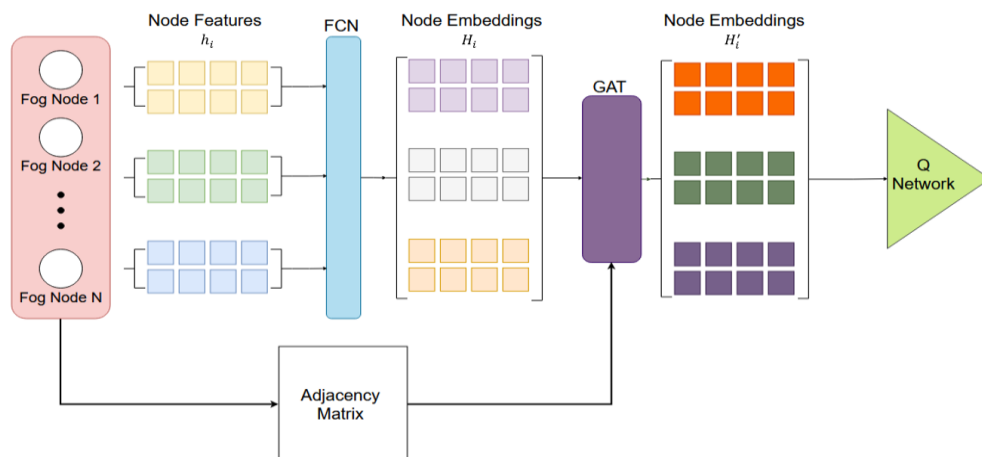 Node Features
h_i
FCN
Node Embeddings
H_i
GAT
Node Embeddings
H'_i
Fog Node 1
Fog Node 2
Fog Node N
Q
Network
Adjacency
Matrix